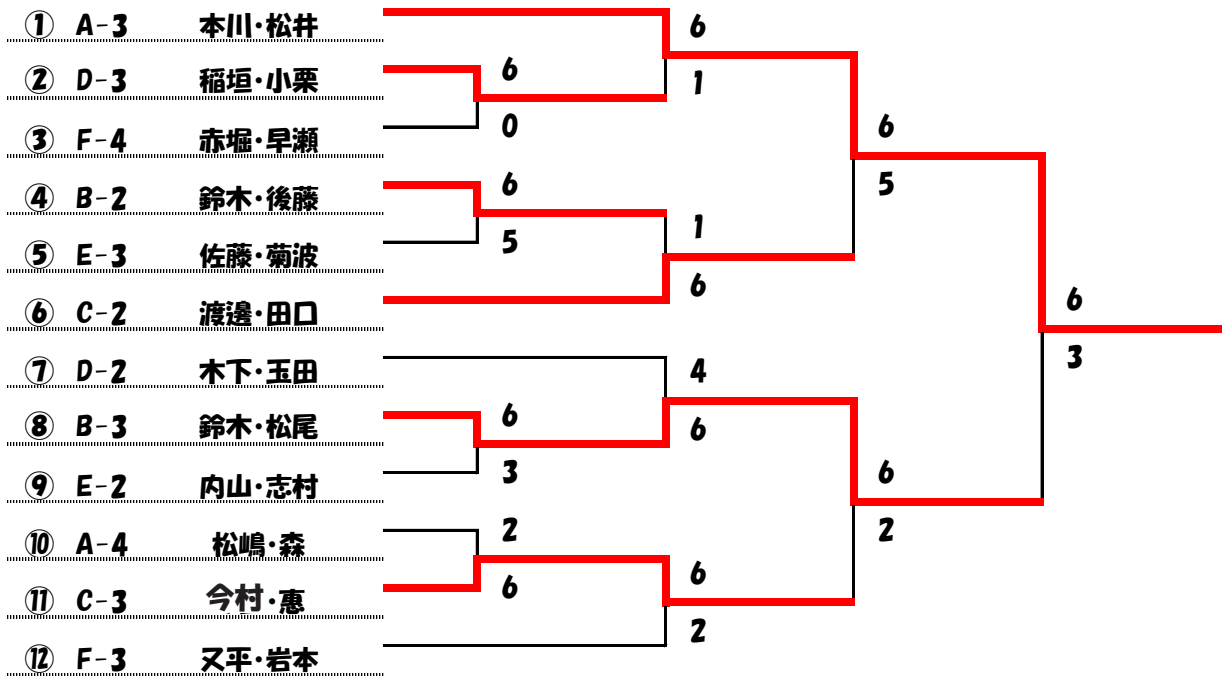 ① A-3 本川・松井
6
② D-3 稲垣・小栗
6
1
③ F-4 赤堀・早瀬
0
6
④ B-2 鈴木・後藤
6
5
⑤ E-3 佐藤・菊波
5
1
⑥ C-2 渡邊・田口
6
6
⑦ D-2 木下・玉田
4
3
⑧ B-3 鈴木・松尾
6
6
⑨ E-2 内山・志村
3
6
⑩ A-4 松嶋・森
2
2
⑪ C-3 今村・恵
6
6
⑫ F-3 又平・岩本
2